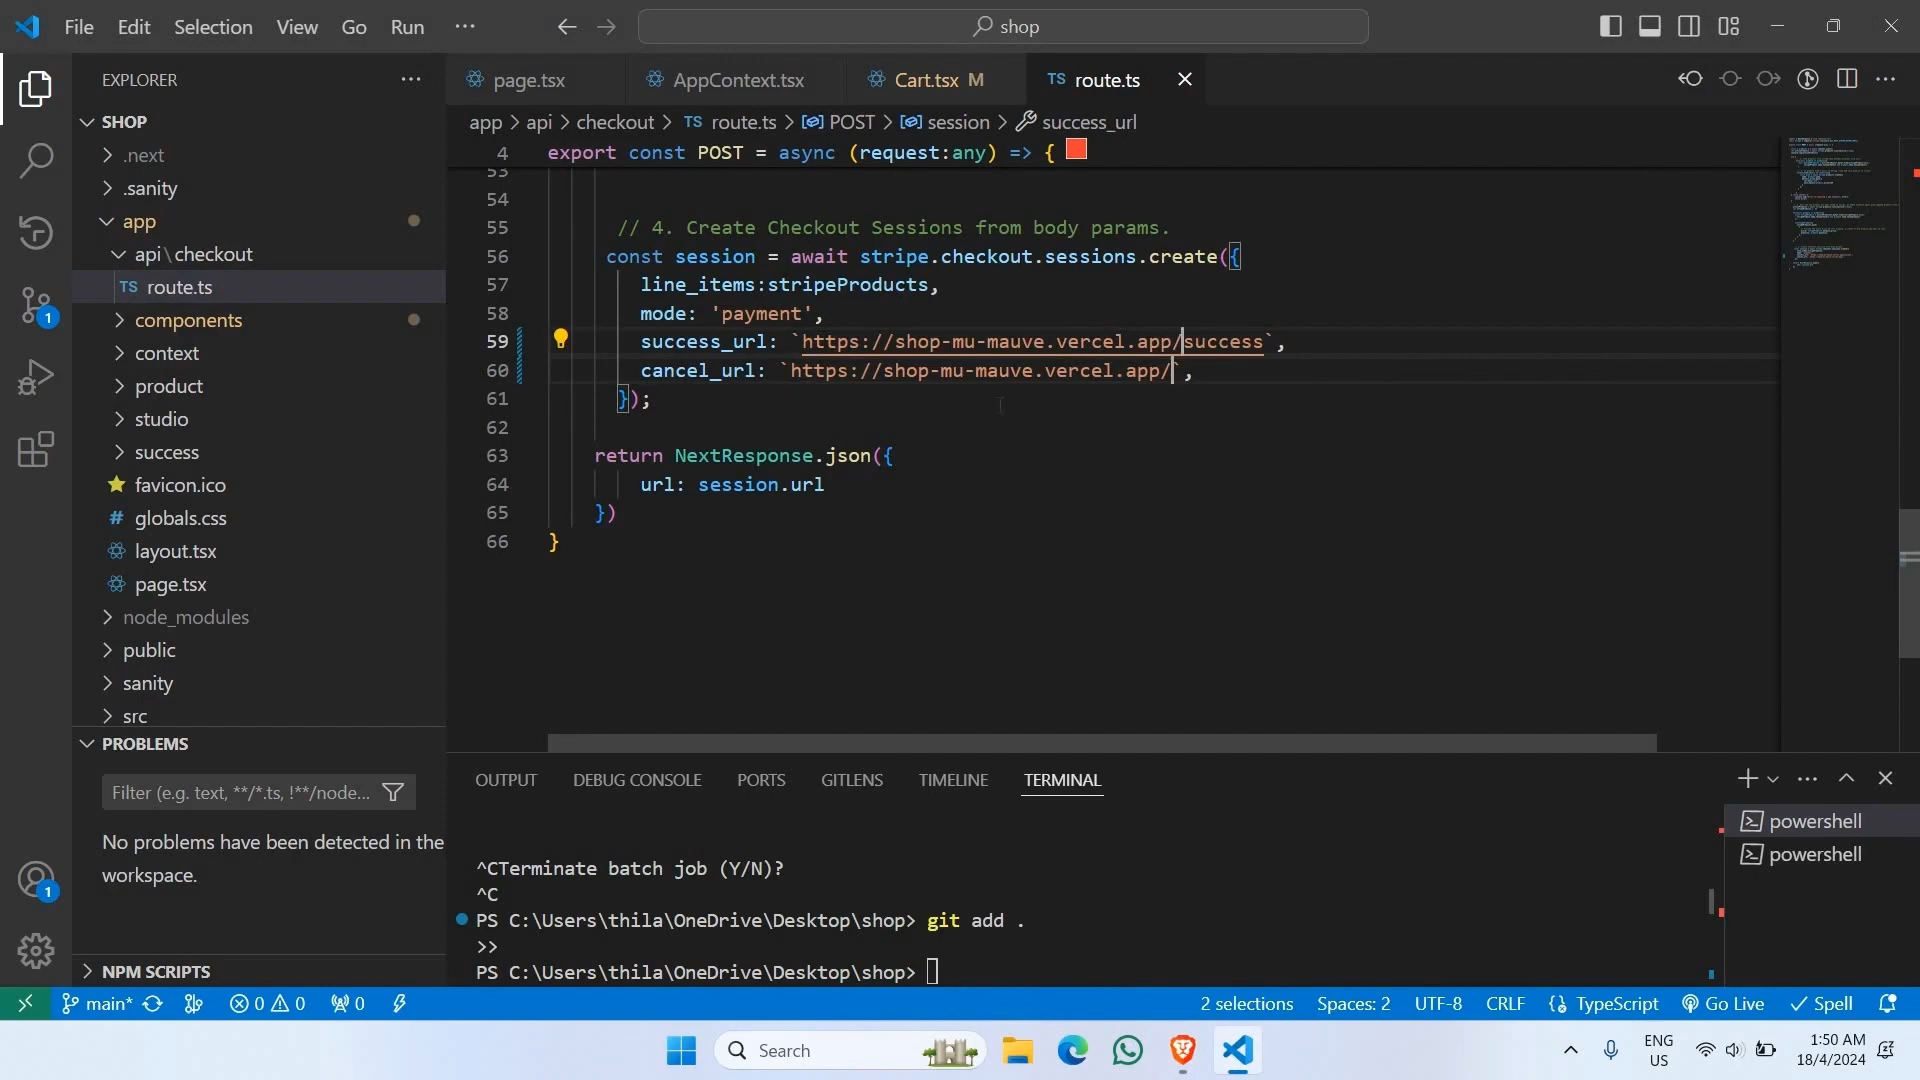 File Edit Selection View Go Run ···
shop
EXPLORER
SHOP
.next
.sanity
app
api\checkout
TS route.ts
components
context
product
studio
success
favicon.ico
# globals.css
layout.tsx
page.tsx
node_modules
public
sanity
src
PROBLEMS
Filter (e.g. text, **/*.ts, !**/node...
No problems have been detected in the
workspace.
NPM SCRIPTS
1
1
page.tsx AppContext.tsx Cart.tsx M TS route.ts
app > api > checkout > TS route.ts > POST > session > success_url
4 export const POST = async (request:any) => {
53
54
55 // 4. Create Checkout Sessions from body params.
56 const session = await stripe.checkout.sessions.create({
57 line_items:stripeProducts,
58 mode: 'payment',
59 success_url: `https://shop-mu-mauve.vercel.app/success`,
60 cancel_url: `https://shop-mu-mauve.vercel.app/`,
61 });
62
63 return NextResponse.json({
64 url: session.url
65 })
66 }
OUTPUT DEBUG CONSOLE PORTS GITLENS TIMELINE TERMINAL
powershell
powershell
^CTerminate batch job (Y/N)?
^C
PS C:\Users\thila\OneDrive\Desktop\shop> git add .
>>
PS C:\Users\thila\OneDrive\Desktop\shop>
main* 0 0 0 2 selections Spaces: 2 UTF-8 CRLF {} TypeScript Go Live Spell
Search
ENG
US
1:50 AM
18/4/2024